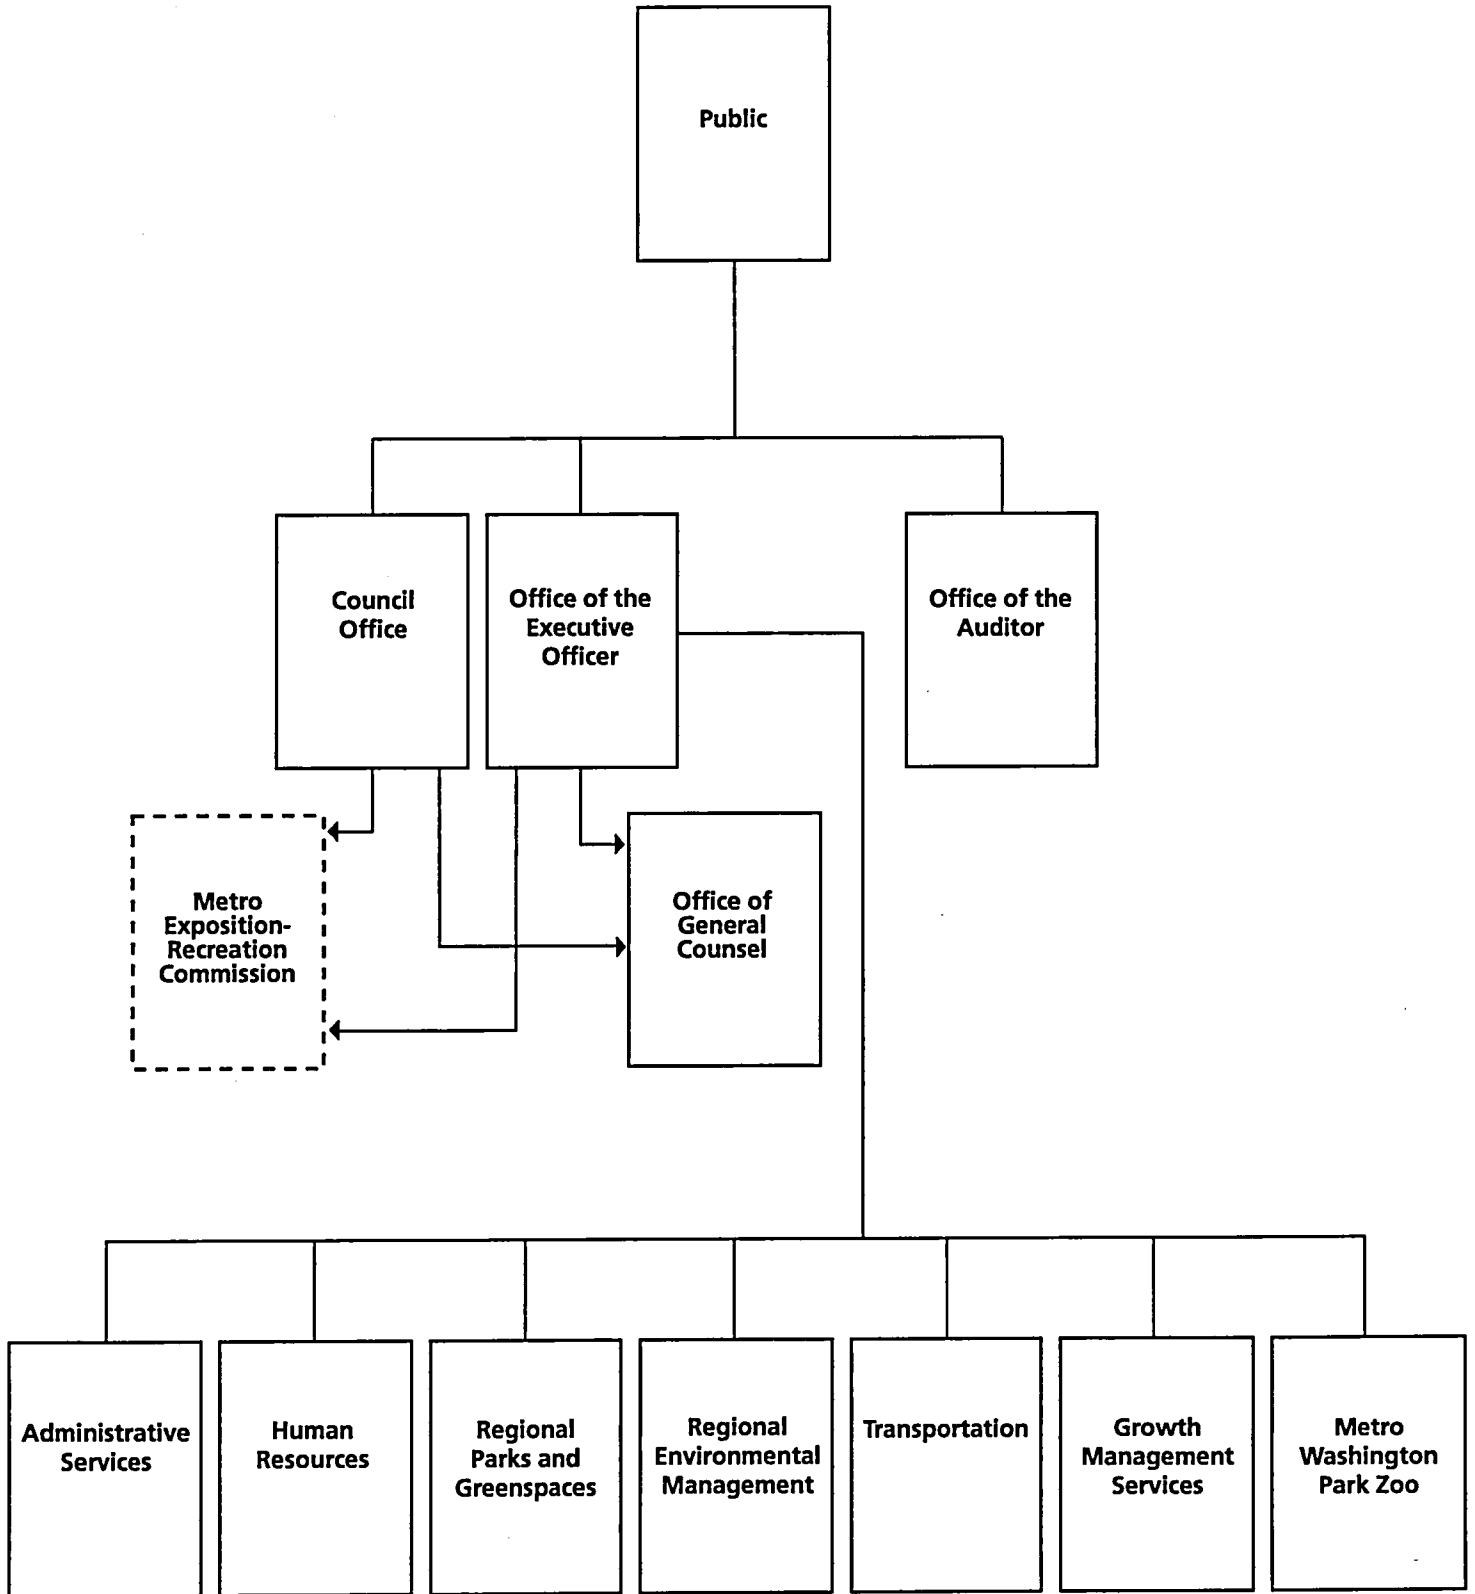 Public
Council
Office
Office of the
Executive
Officer
Office of the
Auditor
Metro
Exposition-
Recreation
Commission
Office of
General
Counsel
Administrative
Services
Human
Resources
Regional
Parks and
Greenspaces
Regional
Environmental
Management
Transportation
Growth
Management
Services
Metro
Washington
Park Zoo